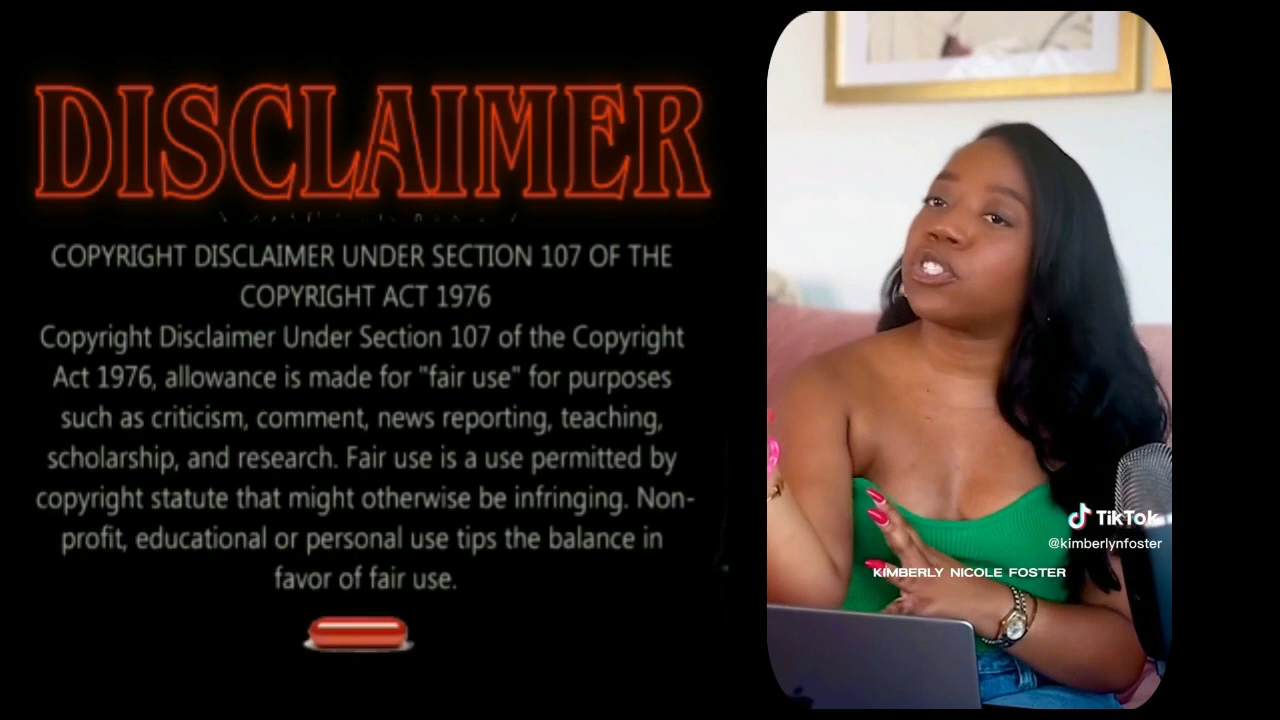 DISCLAIMER
COPYRIGHT DISCLAIMER UNDER SECTION 107 OF THE
COPYRIGHT ACT 1976
Copyright Disclaimer Under Section 107 of the Copyright
Act 1976, allowance is made for "fair use" for purposes
such as criticism, comment, news reporting, teaching,
scholarship, and research. Fair use is a use permitted by
copyright statute that might otherwise be infringing. Non-
profit, educational or personal use tips the balance in
favor of fair use.
TikTok
@kimberlynfoster
KIMBERLY NICOLE FOSTER